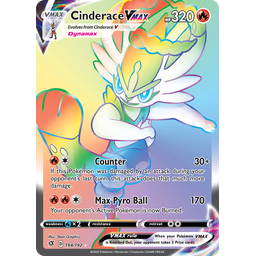 VMAX Cinderace VMAX HP 320
Evolves from Cinderace V
Dynamax
Counter 30+
If this Pokémon was damaged by an attack during your
opponent's last turn, this attack does that much more
damage.
Max Pyro Ball 170
Your opponent's Active Pokémon is now Burned.
weakness ×2 resistance retreat
VMAX rule
When your Pokémon VMAX
is Knocked Out, your opponent takes 3 Prize cards.